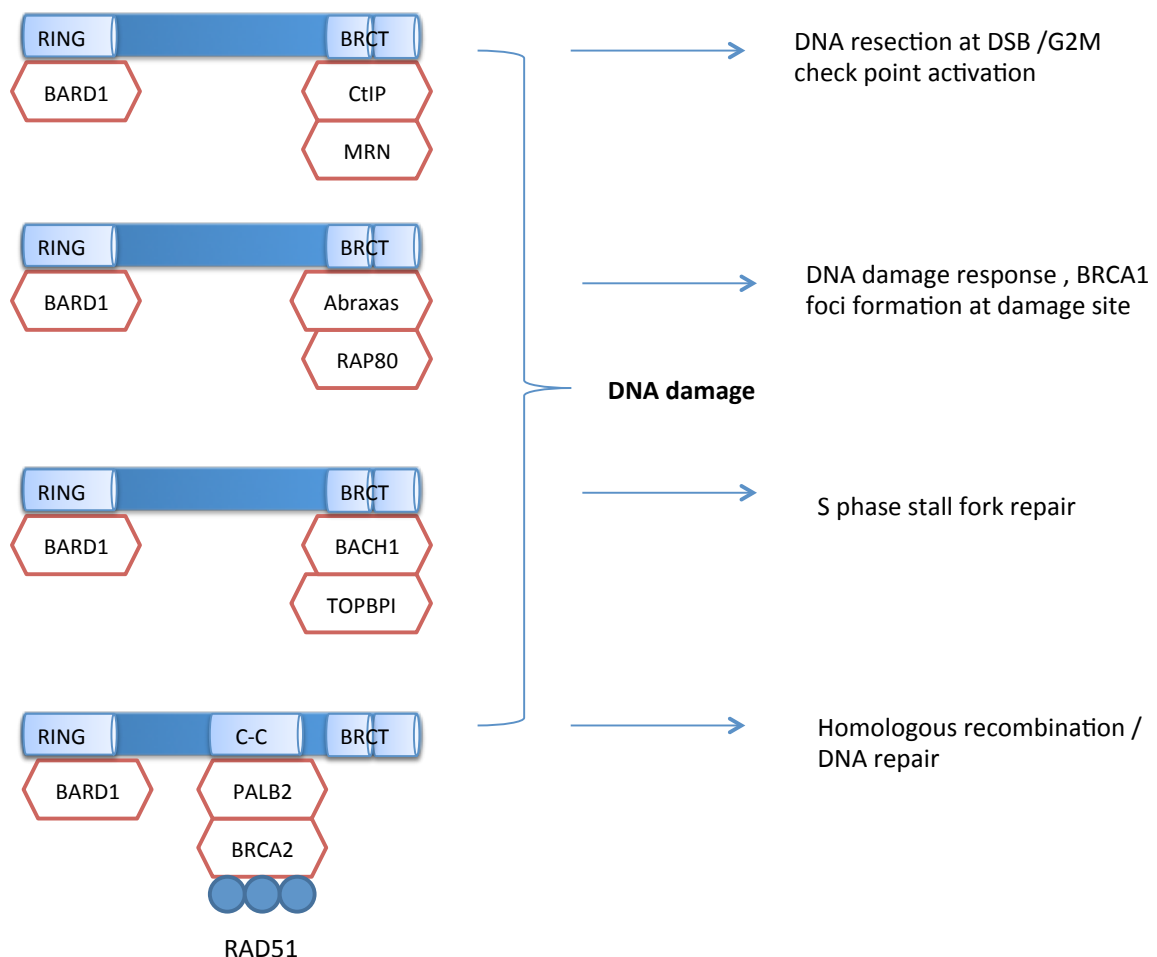 RING
BRCT
BARD1
CtIP
MRN
DNA resection at DSB /G2M
check point activation
RING
BRCT
BARD1
Abraxas
RAP80
DNA damage response , BRCA1
foci formation at damage site
DNA damage
RING
BRCT
BARD1
BACH1
TOPBPI
S phase stall fork repair
RING
C-C
BRCT
BARD1
PALB2
BRCA2
RAD51
Homologous recombination /
DNA repair